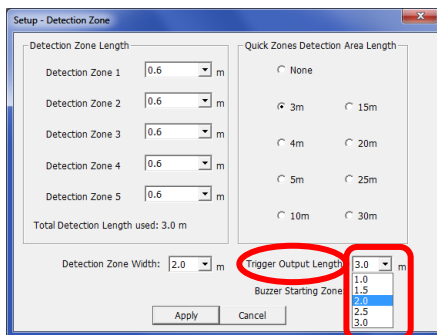 Setup - Detection Zone
Detection Zone Length
Detection Zone 1 0.6 m
Detection Zone 2 0.6 m
Detection Zone 3 0.6 m
Detection Zone 4 0.6 m
Detection Zone 5 0.6 m
Total Detection Length used: 3.0 m
Quick Zones Detection Area Length
None
3m 15m
4m 20m
5m 25m
10m 30m
Detection Zone Width: 2.0 m
Trigger Output Length 3.0 m
Buzzer Starting Zone
1.0
1.5
2.0
2.5
3.0
Apply Cancel